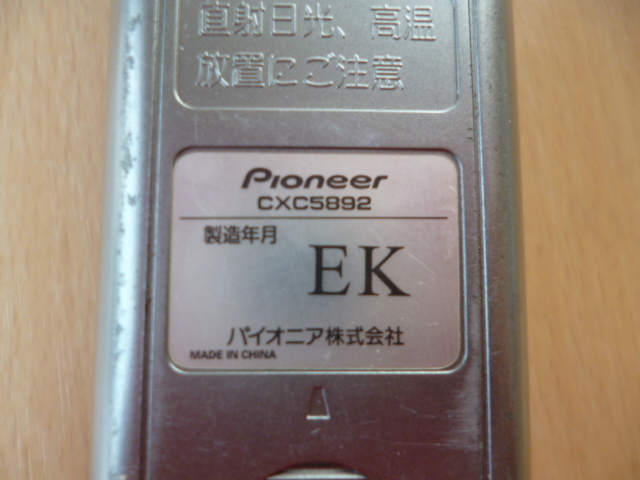 直射日光、高温
放置にご注意
Pioneer
CXC5892
製造年月
EK
パイオニア株式会社
MADE IN CHINA